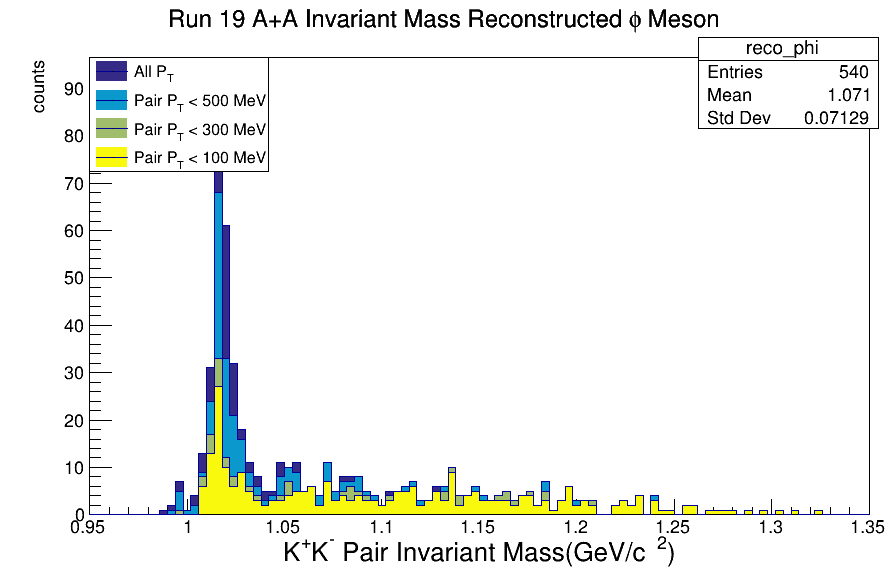 Run 19 A+A Invariant Mass Reconstructed ϕ Meson
reco_phi
Entries 540
Mean 1.071
Std Dev 0.07129
counts
All P_T
Pair P_T < 500 MeV
Pair P_T < 300 MeV
Pair P_T < 100 MeV
90
80
70
60
50
40
30
20
10
0
0.95 1 1.05 1.1 1.15 1.2 1.25 1.3 1.35
K⁺K⁻ Pair Invariant Mass(GeV/c ²)